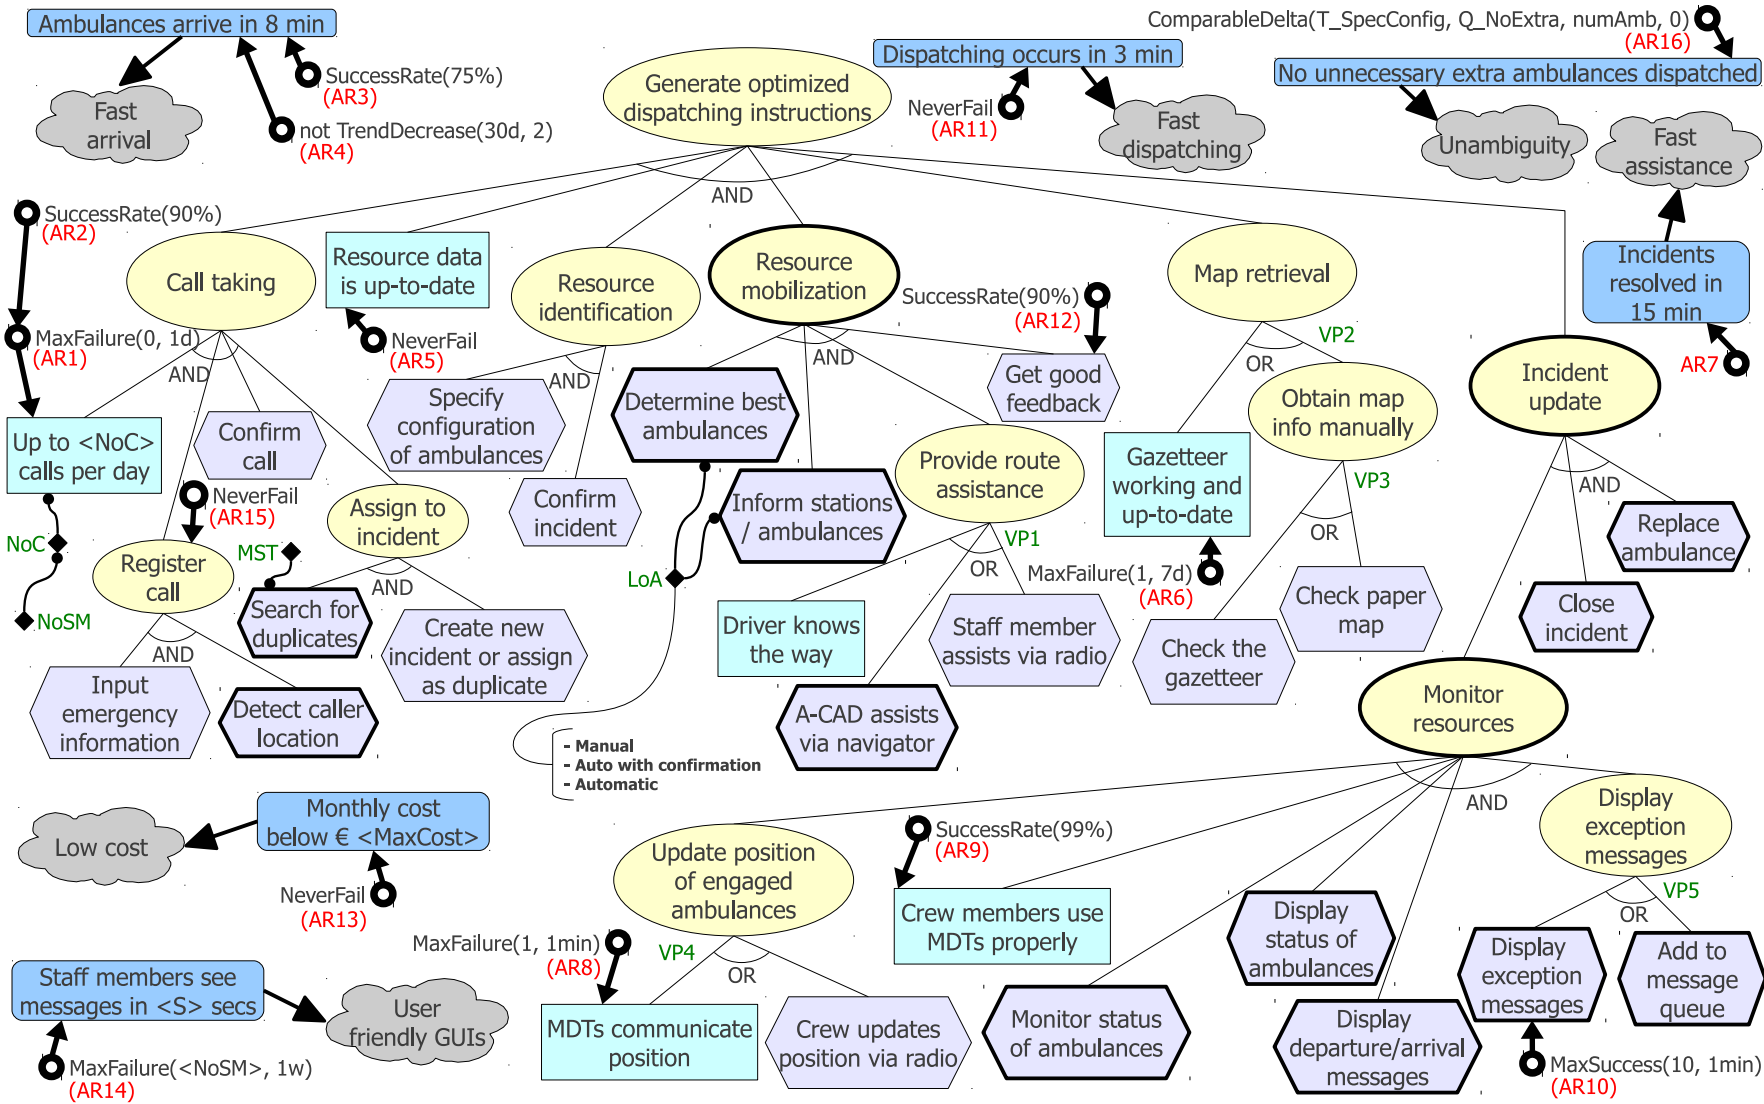 Ambulances arrive in 8 min
SuccessRate(75%)
(AR3)
Fast
arrival
not TrendDecrease(30d, 2)
(AR4)
Generate optimized
dispatching instructions
AND
Dispatching occurs in 3 min
NeverFail
(AR11)
Fast
dispatching
ComparableDelta(T_SpecConfig, Q_NoExtra, numAmb, 0)
(AR16)
No unnecessary extra ambulances dispatched
Unambiguity
Fast
assistance
Incidents
resolved in
15 min
AR7
SuccessRate(90%)
(AR2)
MaxFailure(0, 1d)
(AR1)
Call taking
AND
Resource data
is up-to-date
NeverFail
(AR5)
Resource
identification
AND
Resource
mobilization
AND
SuccessRate(90%)
(AR12)
Get good
feedback
Map retrieval
VP2
OR
Obtain map
info manually
VP3
OR
Incident
update
AND
Up to <NoC>
calls per day
NoC
NoSM
Confirm
call
NeverFail
(AR15)
Register
call
AND
MST
Assign to
incident
AND
Search for
duplicates
Create new
incident or assign
as duplicate
Input
emergency
information
Detect caller
location
Specify
configuration
of ambulances
Confirm
incident
Determine best
ambulances
Inform stations
/ ambulances
LoA
- Manual
- Auto with confirmation
- Automatic
Provide route
assistance
VP1
OR
Driver knows
the way
A-CAD assists
via navigator
Staff member
assists via radio
Gazetteer
working and
up-to-date
MaxFailure(1, 7d)
(AR6)
Check the
gazetteer
Check paper
map
Replace
ambulance
Close
incident
Monitor
resources
AND
Monthly cost
below € <MaxCost>
Low cost
NeverFail
(AR13)
Staff members see
messages in <S> secs
User
friendly GUIs
MaxFailure(<NoSM>, 1w)
(AR14)
Update position
of engaged
ambulances
VP4
OR
MaxFailure(1, 1min)
(AR8)
MDTs communicate
position
Crew updates
position via radio
SuccessRate(99%)
(AR9)
Crew members use
MDTs properly
Monitor status
of ambulances
Display
status of
ambulances
Display
departure/arrival
messages
Display
exception
messages
VP5
OR
Display
exception
messages
Add to
message
queue
MaxSuccess(10, 1min)
(AR10)